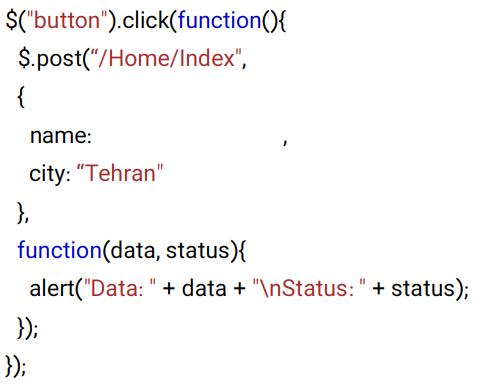 $("button").click(function(){
$.post(“/Home/Index",
{
name: ,
city: “Tehran"
},
function(data, status){
alert("Data: " + data + "\nStatus: " + status);
});
});